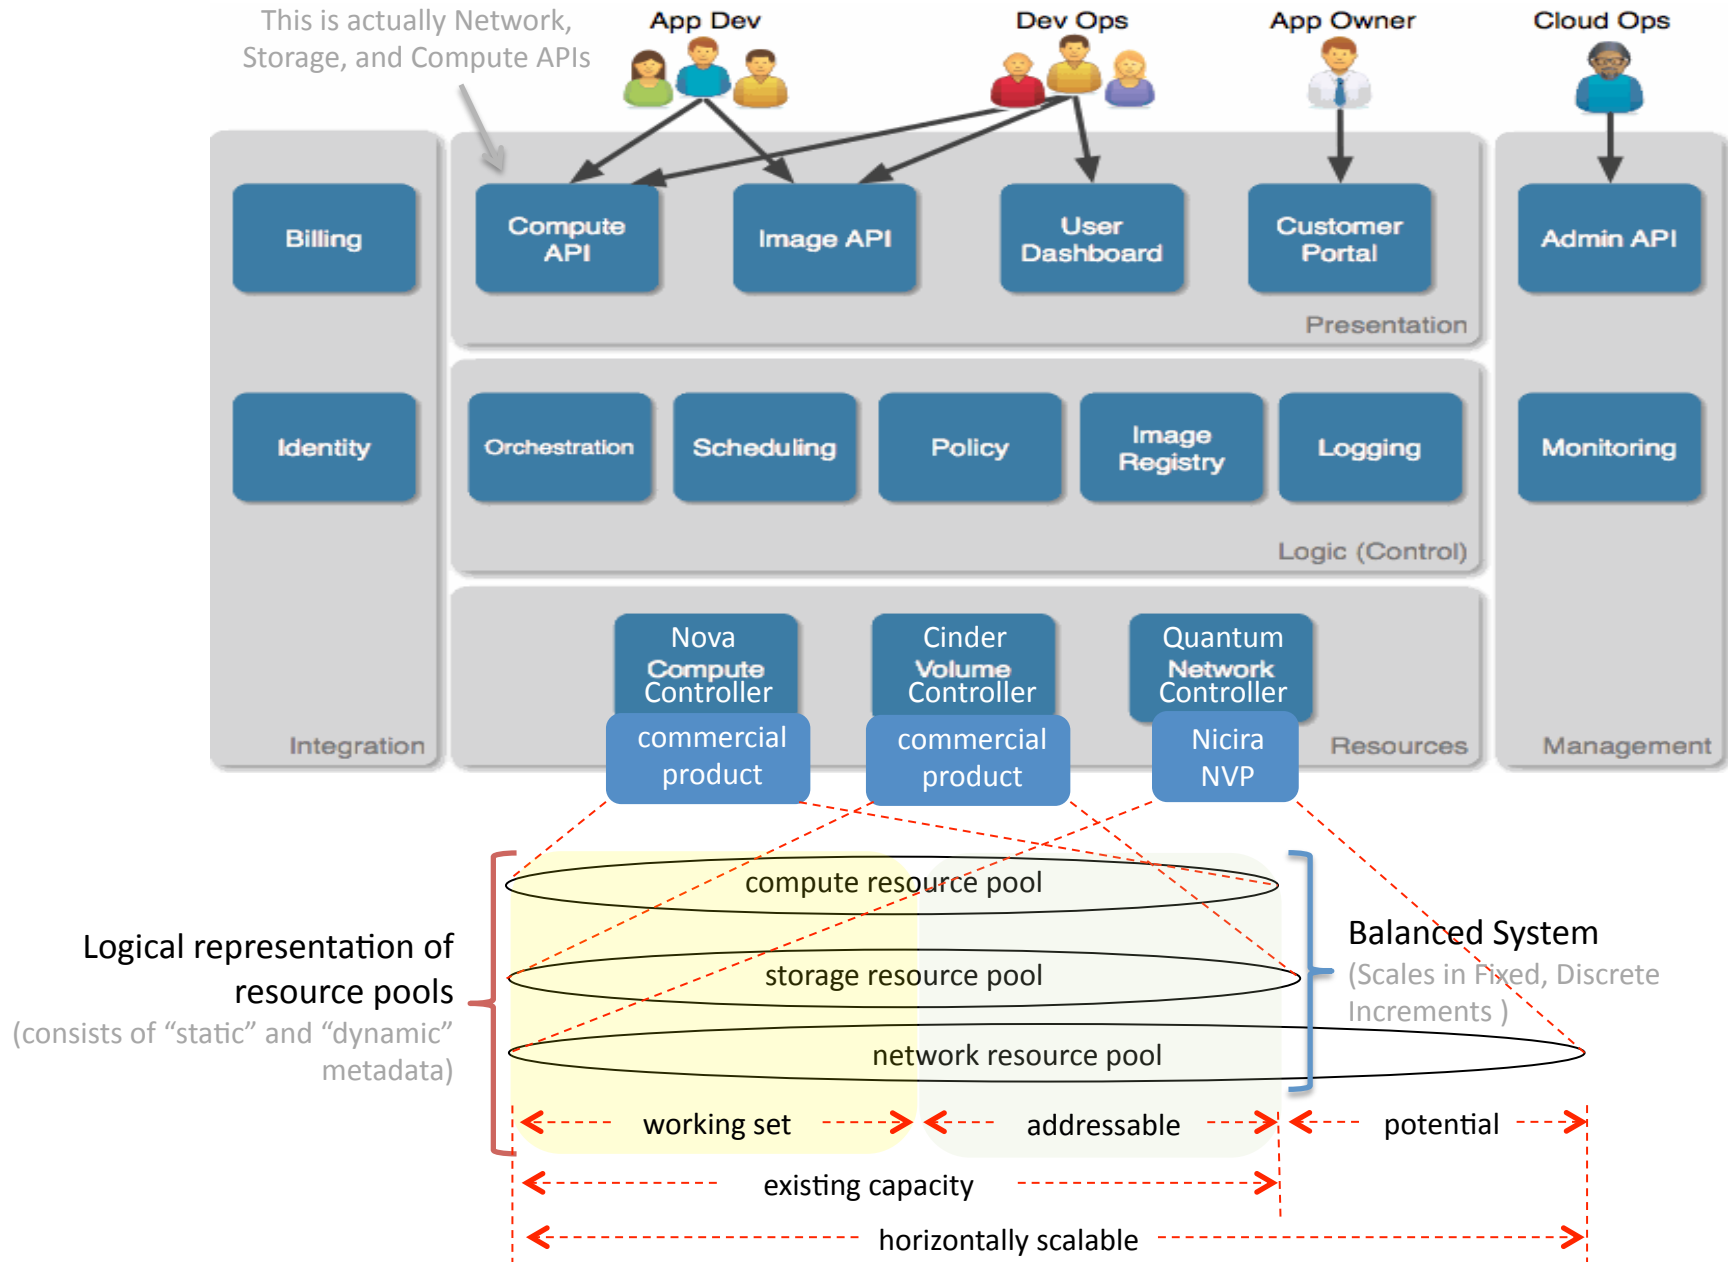 This is actually Network,
Storage, and Compute APIs
App Dev
Dev Ops
App Owner
Cloud Ops
Billing
Compute
API
Image API
User
Dashboard
Customer
Portal
Admin API
Presentation
Identity
Orchestration
Scheduling
Policy
Image
Registry
Logging
Monitoring
Logic (Control)
Nova
Compute
Controller
Cinder
Volume
Controller
Quantum
Network
Controller
commercial
product
commercial
product
Nicira
NVP
Integration
Resources
Management
compute resource pool
storage resource pool
network resource pool
Logical representation of
resource pools
(consists of “static” and “dynamic”
metadata)
Balanced System
(Scales in Fixed, Discrete
Increments )
working set
addressable
potential
existing capacity
horizontally scalable